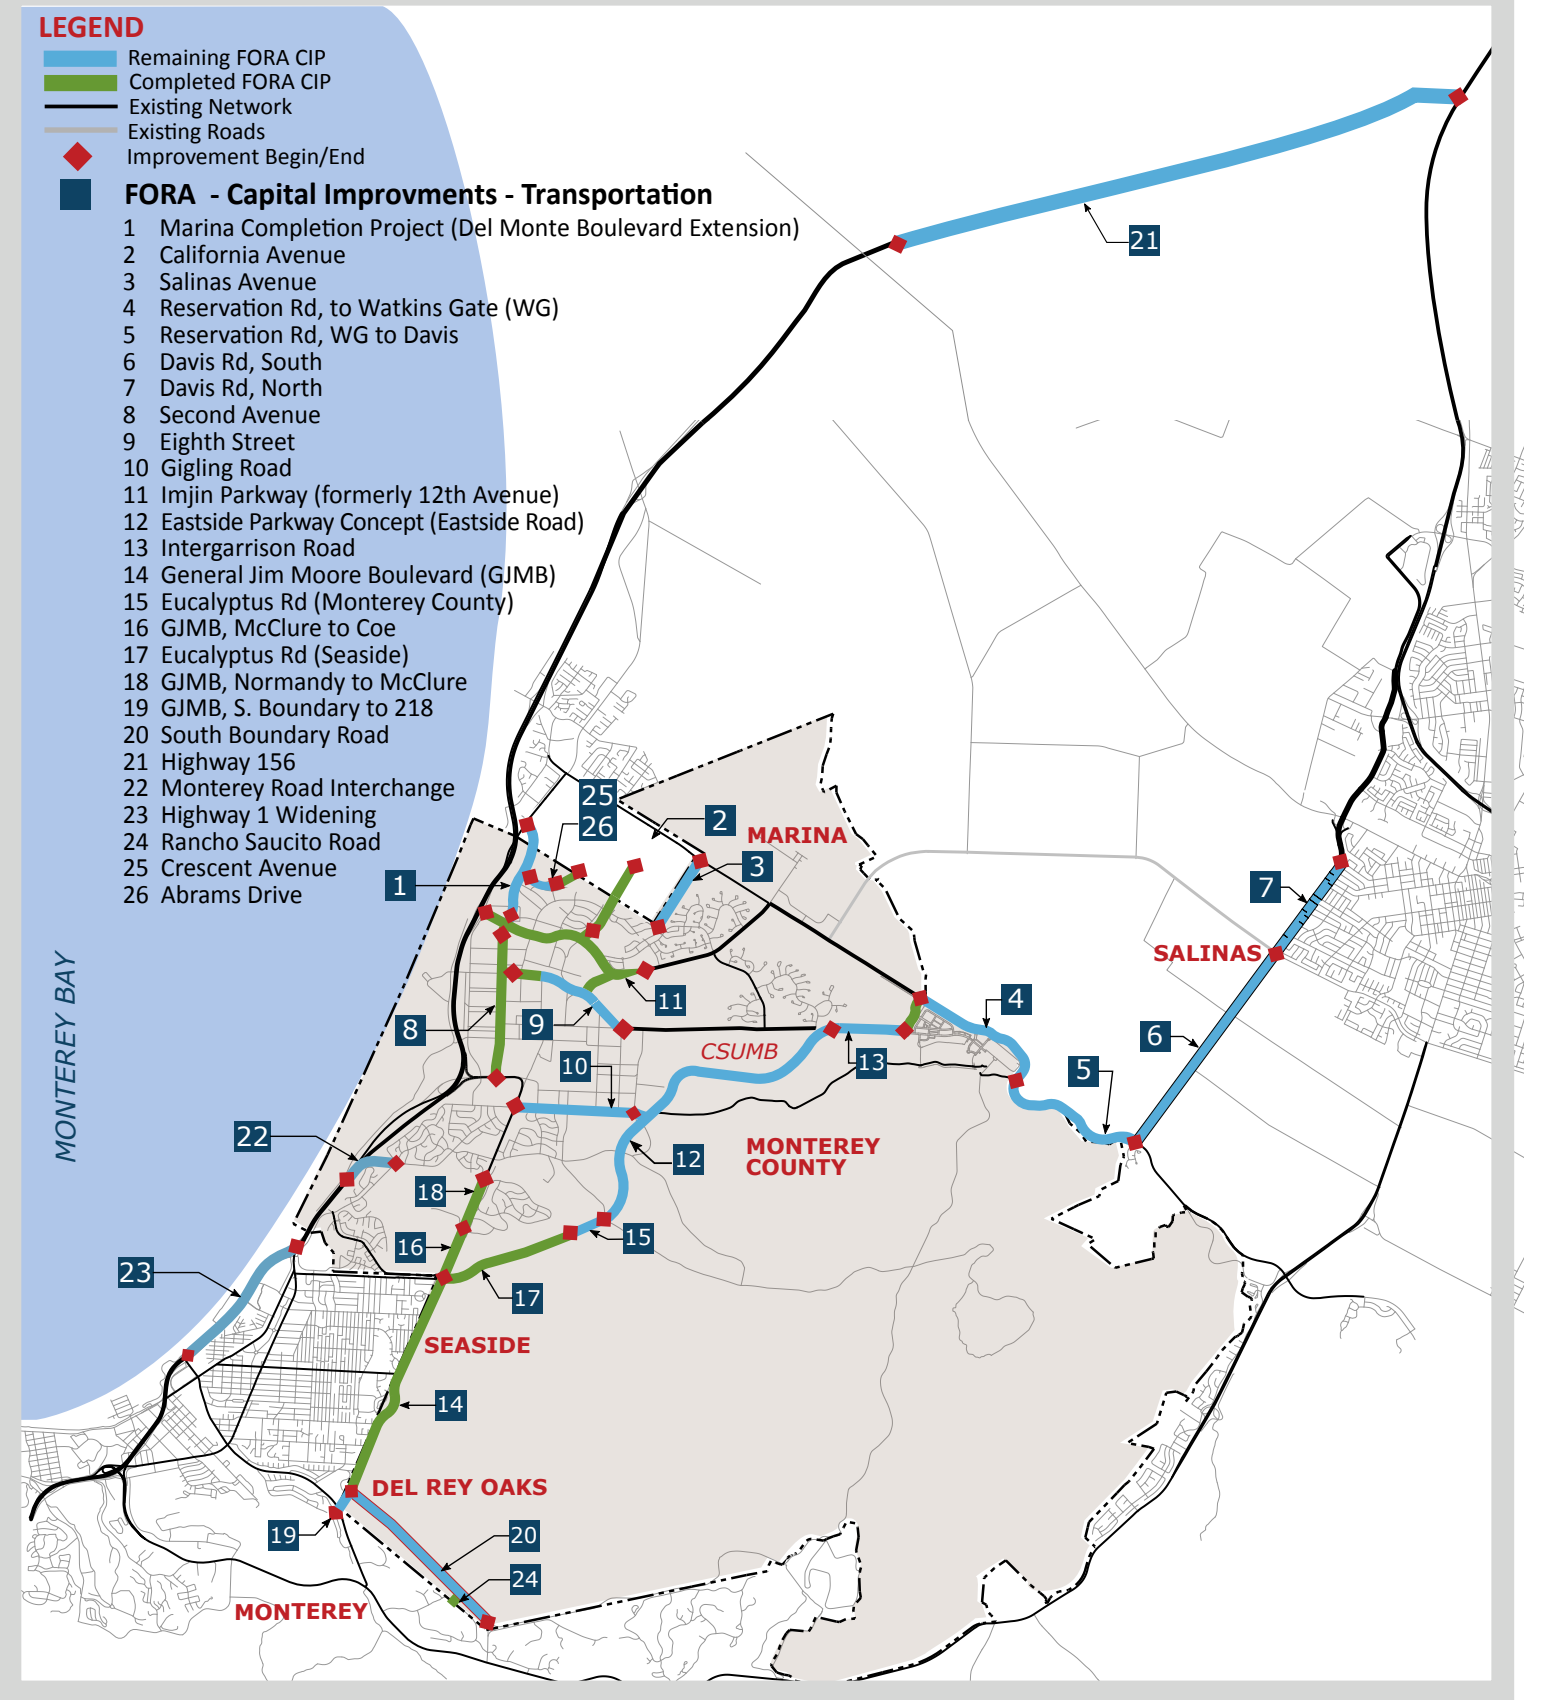 LEGEND
Remaining FORA CIP
Completed FORA CIP
Existing Network
Existing Roads
Improvement Begin/End
FORA - Capital Improvments - Transportation
1 Marina Completion Project (Del Monte Boulevard Extension)
2 California Avenue
3 Salinas Avenue
4 Reservation Rd, to Watkins Gate (WG)
5 Reservation Rd, WG to Davis
6 Davis Rd, South
7 Davis Rd, North
8 Second Avenue
9 Eighth Street
10 Gigling Road
11 Imjin Parkway (formerly 12th Avenue)
12 Eastside Parkway Concept (Eastside Road)
13 Intergarrison Road
14 General Jim Moore Boulevard (GJMB)
15 Eucalyptus Rd (Monterey County)
16 GJMB, McClure to Coe
17 Eucalyptus Rd (Seaside)
18 GJMB, Normandy to McClure
19 GJMB, S. Boundary to 218
20 South Boundary Road
21 Highway 156
22 Monterey Road Interchange
23 Highway 1 Widening
24 Rancho Saucito Road
25 Crescent Avenue
26 Abrams Drive
21
25
26
2
MARINA
3
1
7
SALINAS
MONTEREY BAY
11
4
8
9
6
CSUMB
10
13
5
22
MONTEREY
COUNTY
12
18
16
15
23
17
SEASIDE
14
DEL REY OAKS
19
20
24
MONTEREY